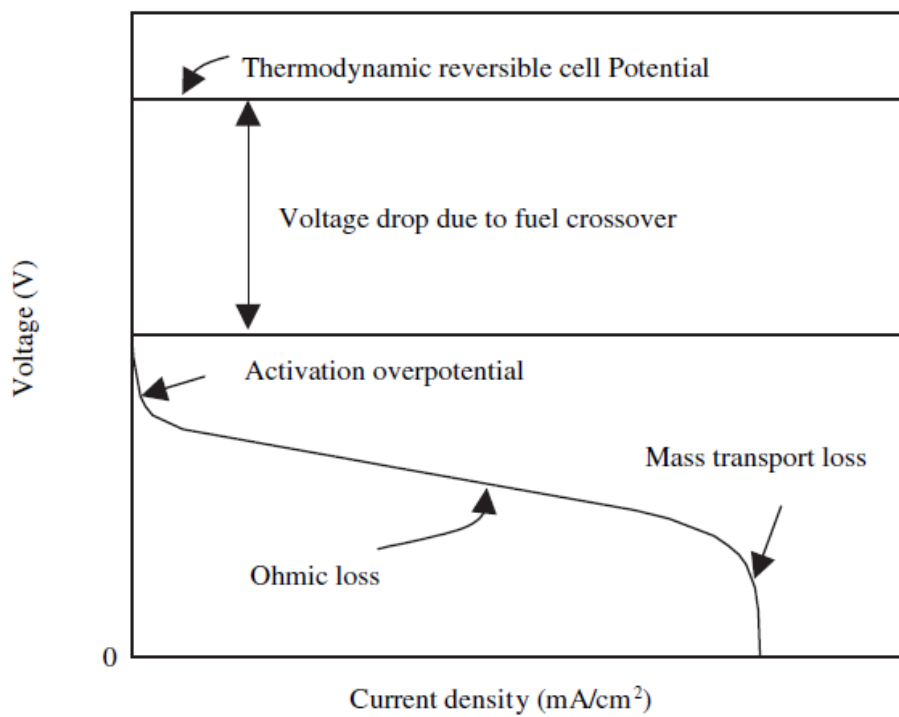 Thermodynamic reversible cell Potential
Voltage drop due to fuel crossover
Voltage (V)
Activation overpotential
Mass transport loss
Ohmic loss
0
Current density (mA/cm²)